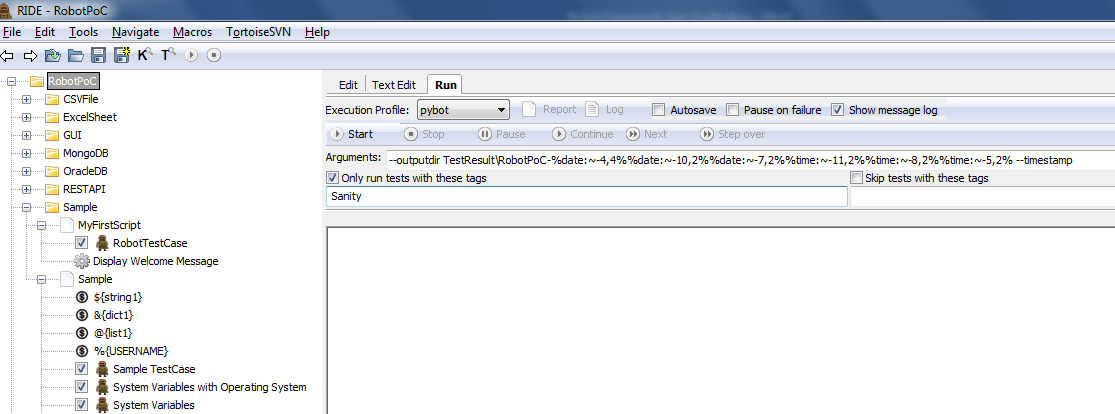 RIDE - RobotPoC
File Edit Tools Navigate Macros TortoiseSVN Help
K T
RobotPoC
CSVFile
ExcelSheet
GUI
MongoDB
OracleDB
RESTAPI
Sample
MyFirstScript
RobotTestCase
Display Welcome Message
Sample
${string1}
&{dict1}
@{list1}
%{USERNAME}
Sample TestCase
System Variables with Operating System
System Variables
Edit Text Edit Run
Execution Profile: pybot Report Log Autosave Pause on failure Show message log
Start Stop Pause Continue Next Step over
Arguments: --outputdir TestResult\RobotPoC-%date:~-4,4%%date:~-10,2%%date:~-7,2%%time:~-11,2%%time:~-8,2%%time:~-5,2% --timestamp
Only run tests with these tags Skip tests with these tags
Sanity